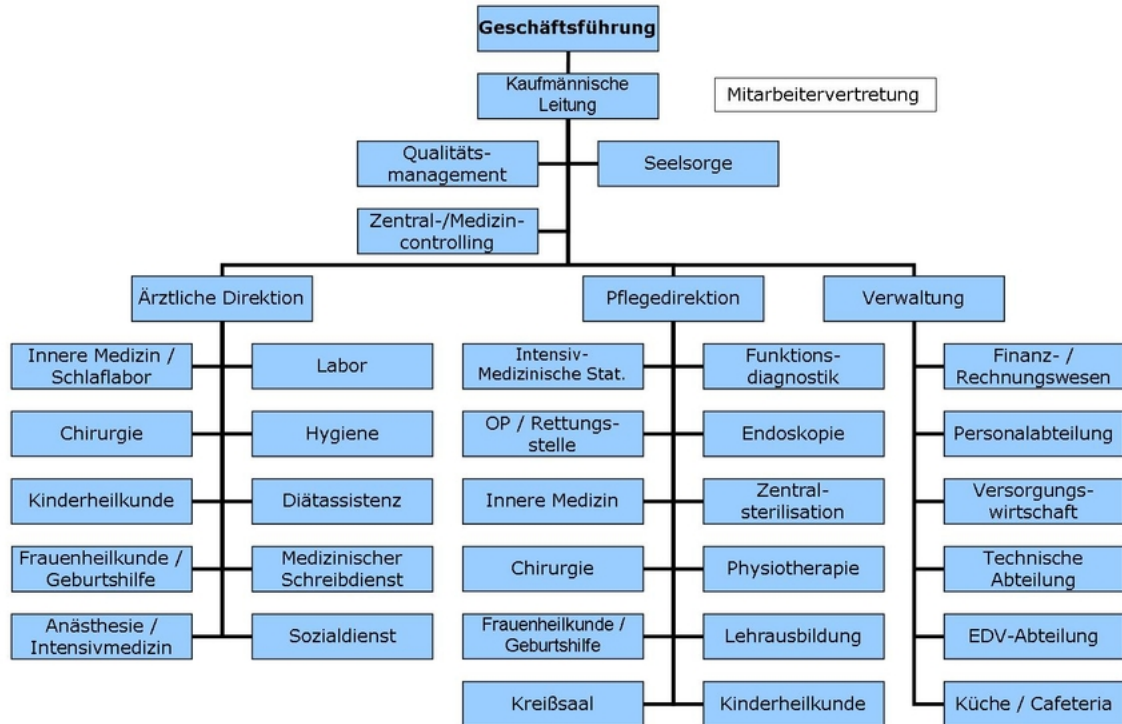 Geschäftsführung
Kaufmännische
Leitung
Mitarbeitervertretung
Qualitäts-
management
Seelsorge
Zentral-/Medizin-
controlling
Ärztliche Direktion
Pflegedirektion
Verwaltung
Innere Medizin /
Schlaflabor
Labor
Intensiv-
Medizinische Stat.
Funktions-
diagnostik
Finanz- /
Rechnungswesen
Chirurgie
Hygiene
OP / Rettungs-
stelle
Endoskopie
Personalabteilung
Kinderheilkunde
Diätassistenz
Innere Medizin
Zentral-
sterilisation
Versorgungs-
wirtschaft
Frauenheilkunde /
Geburtshilfe
Medizinischer
Schreibdienst
Chirurgie
Physiotherapie
Technische
Abteilung
Anästhesie /
Intensivmedizin
Sozialdienst
Frauenheilkunde /
Geburtshilfe
Lehrausbildung
EDV-Abteilung
Kreißsaal
Kinderheilkunde
Küche / Cafeteria